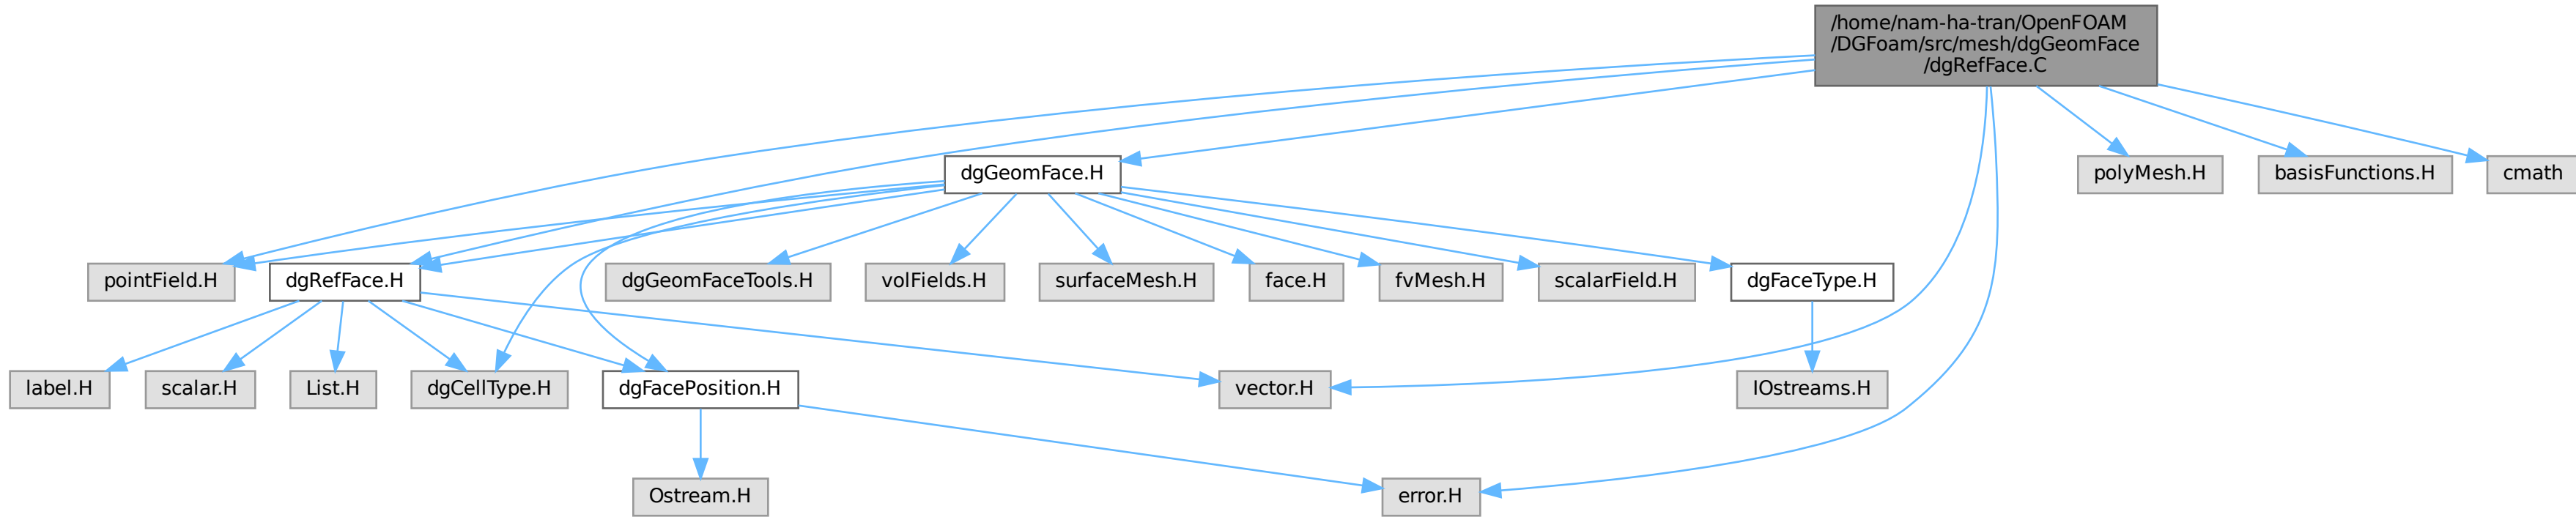 /home/nam-ha-tran/OpenFOAM
/DGFoam/src/mesh/dgGeomFace
/dgRefFace.C
dgGeomFace.H
polyMesh.H
basisFunctions.H
cmath
pointField.H
dgRefFace.H
dgGeomFaceTools.H
volFields.H
surfaceMesh.H
face.H
fvMesh.H
scalarField.H
dgFaceType.H
label.H
scalar.H
List.H
dgCellType.H
dgFacePosition.H
vector.H
IOstreams.H
Ostream.H
error.H